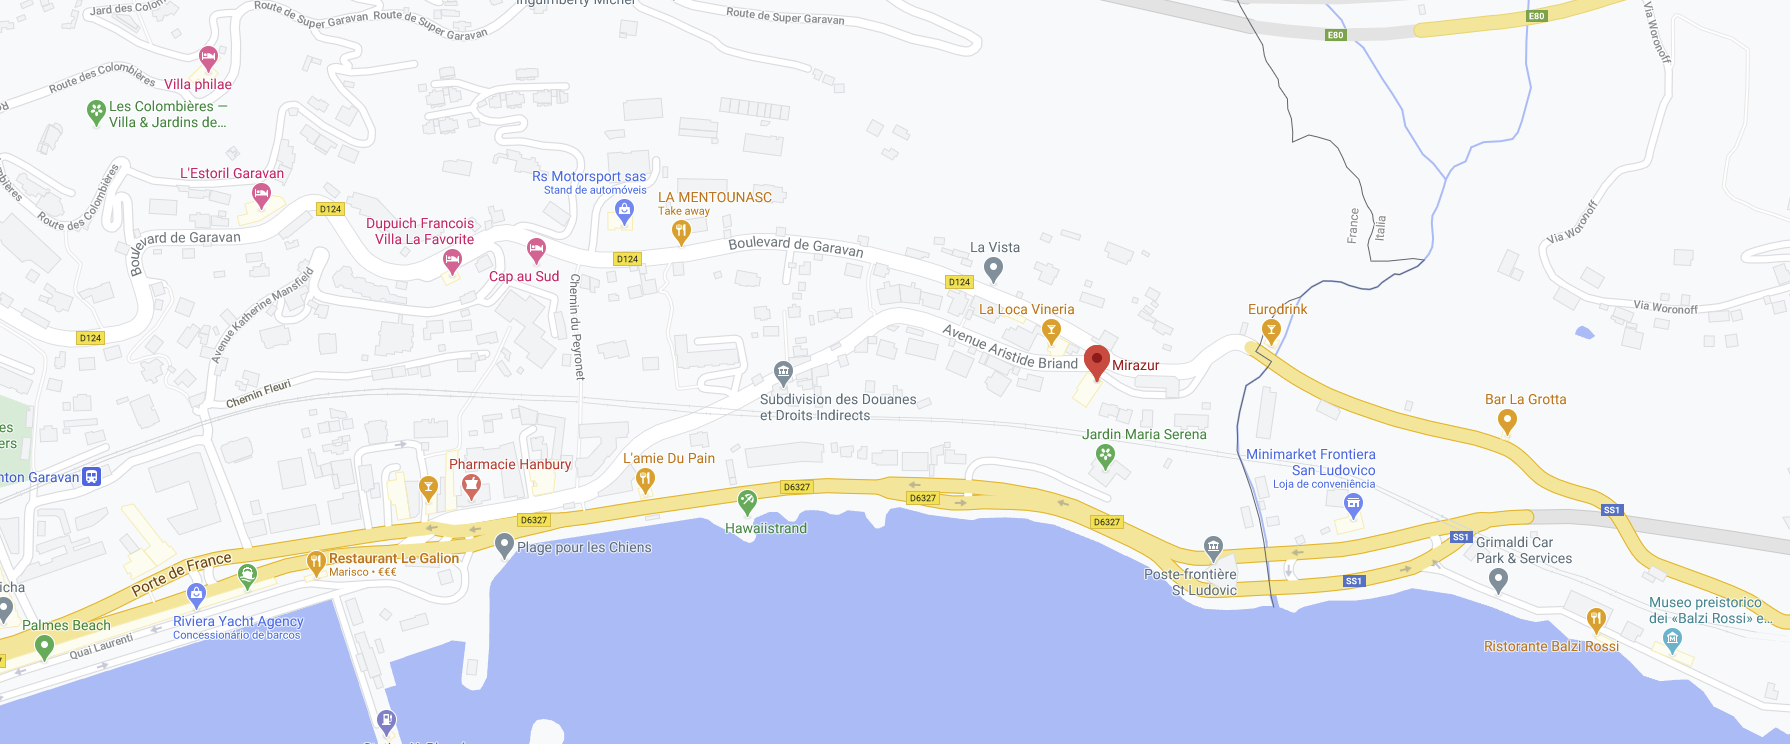 Inguimberty Michel
Jard des Colom
Route de Super Garavan
Route de Super Garavan
Route de Super Garavan
E80
E80
Via Woronoff
Villa philae
Route des Colombières
Les Colombières —
Villa & Jardins de…
L'Estoril Garavan
Rs Motorsport sas
Stand de automóveis
LA MENTOUNASC
Take away
Route des Colombières
D124
Dupuich Francois
Villa La Favorite
Boulevard de Garavan
Boulevard de Garavan
Cap au Sud
D124
La Vista
D124
France
Italia
Via Woronoff
Via Woronoff
Avenue Katherine Mansfield
Chemin du Peyronet
La Loca Vineria
Eurodrink
D124
Avenue Aristide Briand
Mirazur
Chemin Fleuri
Subdivision des Douanes
et Droits Indirects
Bar La Grotta
es
ers
Jardin Maria Serena
Minimarket Frontiera
San Ludovico
Loja de conveniência
nton Garavan
Pharmacie Hanbury
L'amie Du Pain
D6327
D6327
D6327
D6327
Hawaiistrand
SS1
SS1
SS1
Plage pour les Chiens
Porte de France
Restaurant Le Galion
Marisco • €€€
Grimaldi Car
Park & Services
Poste frontière
St Ludovic
icha
Palmes Beach
Riviera Yacht Agency
Concessionário de barcos
Quai Laurenti
Museo preistorico
dei «Balzi Rossi» e…
Ristorante Balzi Rossi